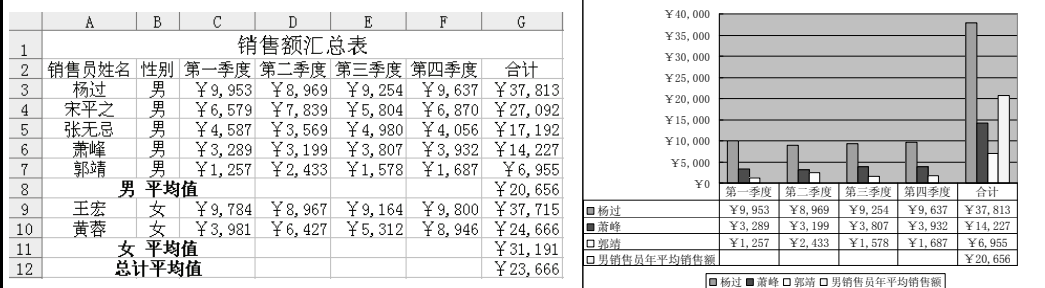 A B C D E F G
1 销售额汇总表
2 销售员姓名 性别 第一季度 第二季度 第三季度 第四季度 合计
3 杨过 男 ￥9,953 ￥8,969 ￥9,254 ￥9,637 ￥37,813
4 宋平之 男 ￥6,579 ￥7,839 ￥5,804 ￥6,870 ￥27,092
5 张无忌 男 ￥4,587 ￥3,569 ￥4,980 ￥4,056 ￥17,192
6 萧峰 男 ￥3,289 ￥3,199 ￥3,807 ￥3,932 ￥14,227
7 郭靖 男 ￥1,257 ￥2,433 ￥1,578 ￥1,687 ￥6,955
8 男 平均值 ￥20,656
9 王宏 女 ￥9,784 ￥8,967 ￥9,164 ￥9,800 ￥37,715
10 黄蓉 女 ￥3,981 ￥6,427 ￥5,312 ￥8,946 ￥24,666
11 女 平均值 ￥31,191
12 总计平均值 ￥23,666
￥40,000
￥35,000
￥30,000
￥25,000
￥20,000
￥15,000
￥10,000
￥5,000
￥0
第一季度 第二季度 第三季度 第四季度 合计
杨过 ￥9,953 ￥8,969 ￥9,254 ￥9,637 ￥37,813
萧峰 ￥3,289 ￥3,199 ￥3,807 ￥3,932 ￥14,227
郭靖 ￥1,257 ￥2,433 ￥1,578 ￥1,687 ￥6,955
男销售员年平均销售额 ￥20,656
杨过 萧峰 郭靖 男销售员年平均销售额